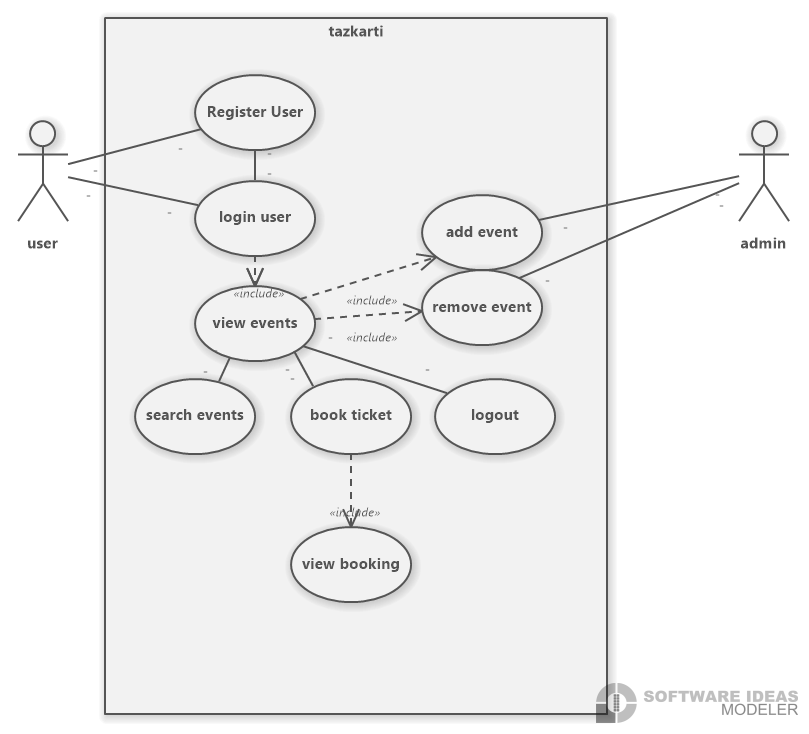 tazkarti
Register User
login user
add event
user
admin
«include»
«include»
remove event
view events
«include»
search events
book ticket
logout
«include»
view booking
SOFTWARE IDEAS
MODELER